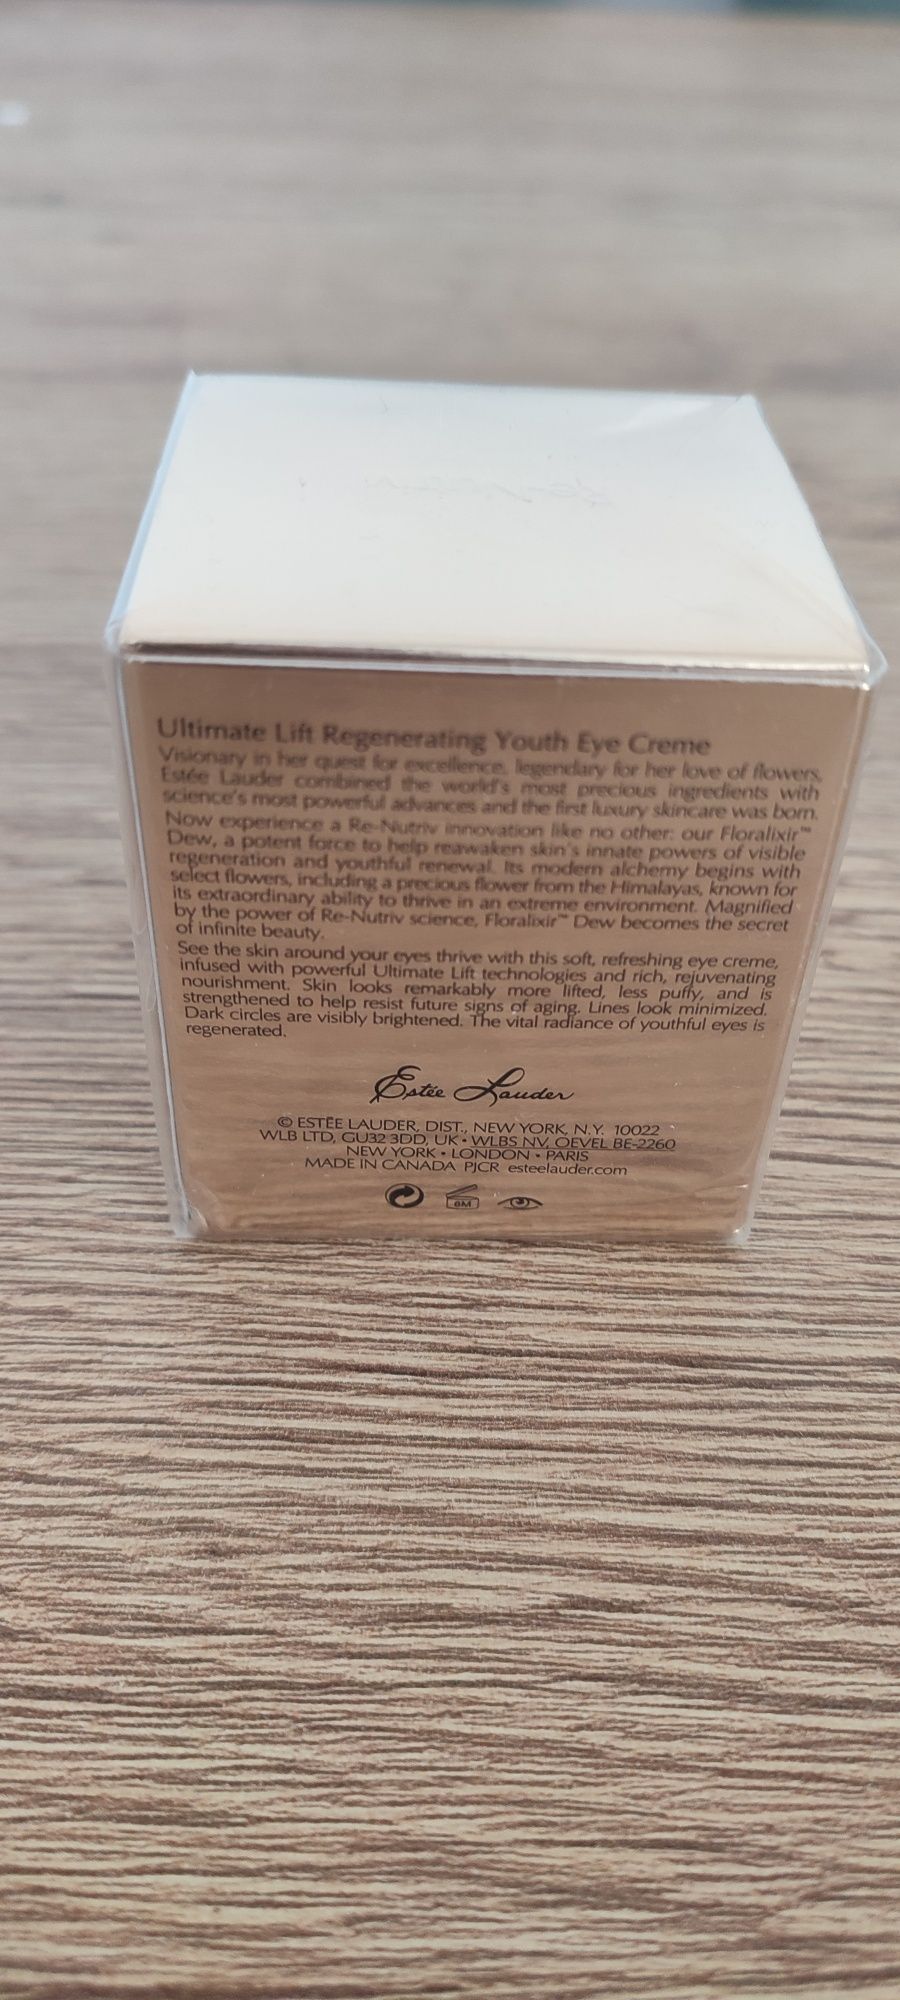 Ultimate Lift Regenerating Youth Eye Creme
Visionary in her quest for excellence, legendary for her love of flowers,
Estée Lauder combined the world's most precious ingredients with
science's most powerful advances and the first luxury skincare was born.
Now experience a Re-Nutriv innovation like no other: our Floralixir™
Dew, a potent force to help reawaken skin's innate powers of visible
regeneration and youthful renewal. Its modern alchemy begins with
select flowers, including a precious flower from the Himalayas, known for
its extraordinary ability to thrive in an extreme environment. Magnified
by the power of Re-Nutriv science, Floralixir™ Dew becomes the secret
of infinite beauty.
See the skin around your eyes thrive with this soft, refreshing eye creme,
infused with powerful Ultimate Lift technologies and rich, rejuvenating
nourishment. Skin looks remarkably more lifted, less puffy, and is
strengthened to help resist future signs of aging. Lines look minimized.
Dark circles are visibly brightened. The vital radiance of youthful eyes is
regenerated.
Estée Lauder
© ESTĒE LAUDER, DIST., NEW YORK, N.Y. 10022
WLB LTD, GU32 3DD, UK • WLBS NV, OEVEL BE-2260
NEW YORK • LONDON • PARIS
MADE IN CANADA PJCR esteelauder.com